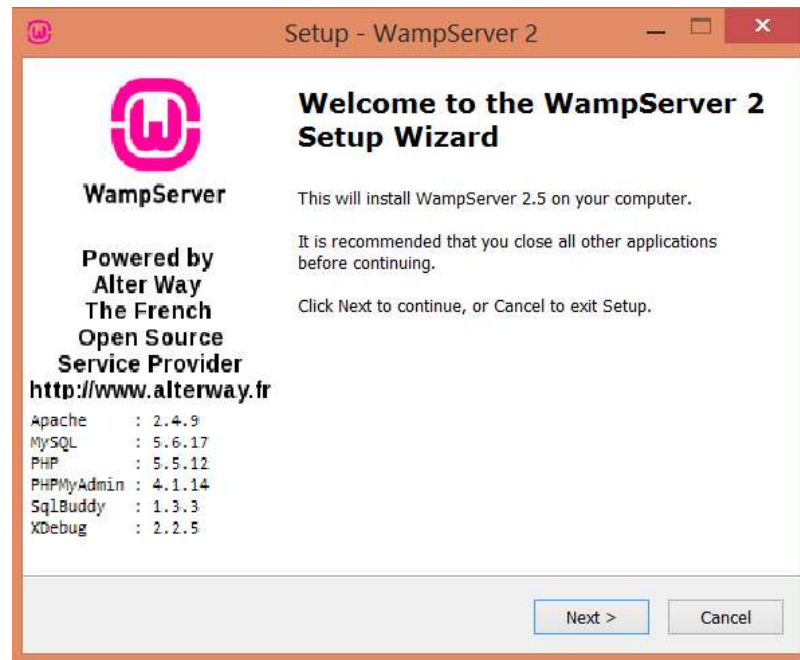 Setup - WampServer 2
WampServer
Powered by
Alter Way
The French
Open Source
Service Provider
http://www.alterway.fr
Apache : 2.4.9
MySQL : 5.6.17
PHP : 5.5.12
PHPMyAdmin : 4.1.14
SqlBuddy : 1.3.3
XDebug : 2.2.5
Welcome to the WampServer 2
Setup Wizard
This will install WampServer 2.5 on your computer.
It is recommended that you close all other applications
before continuing.
Click Next to continue, or Cancel to exit Setup.
Next >
Cancel